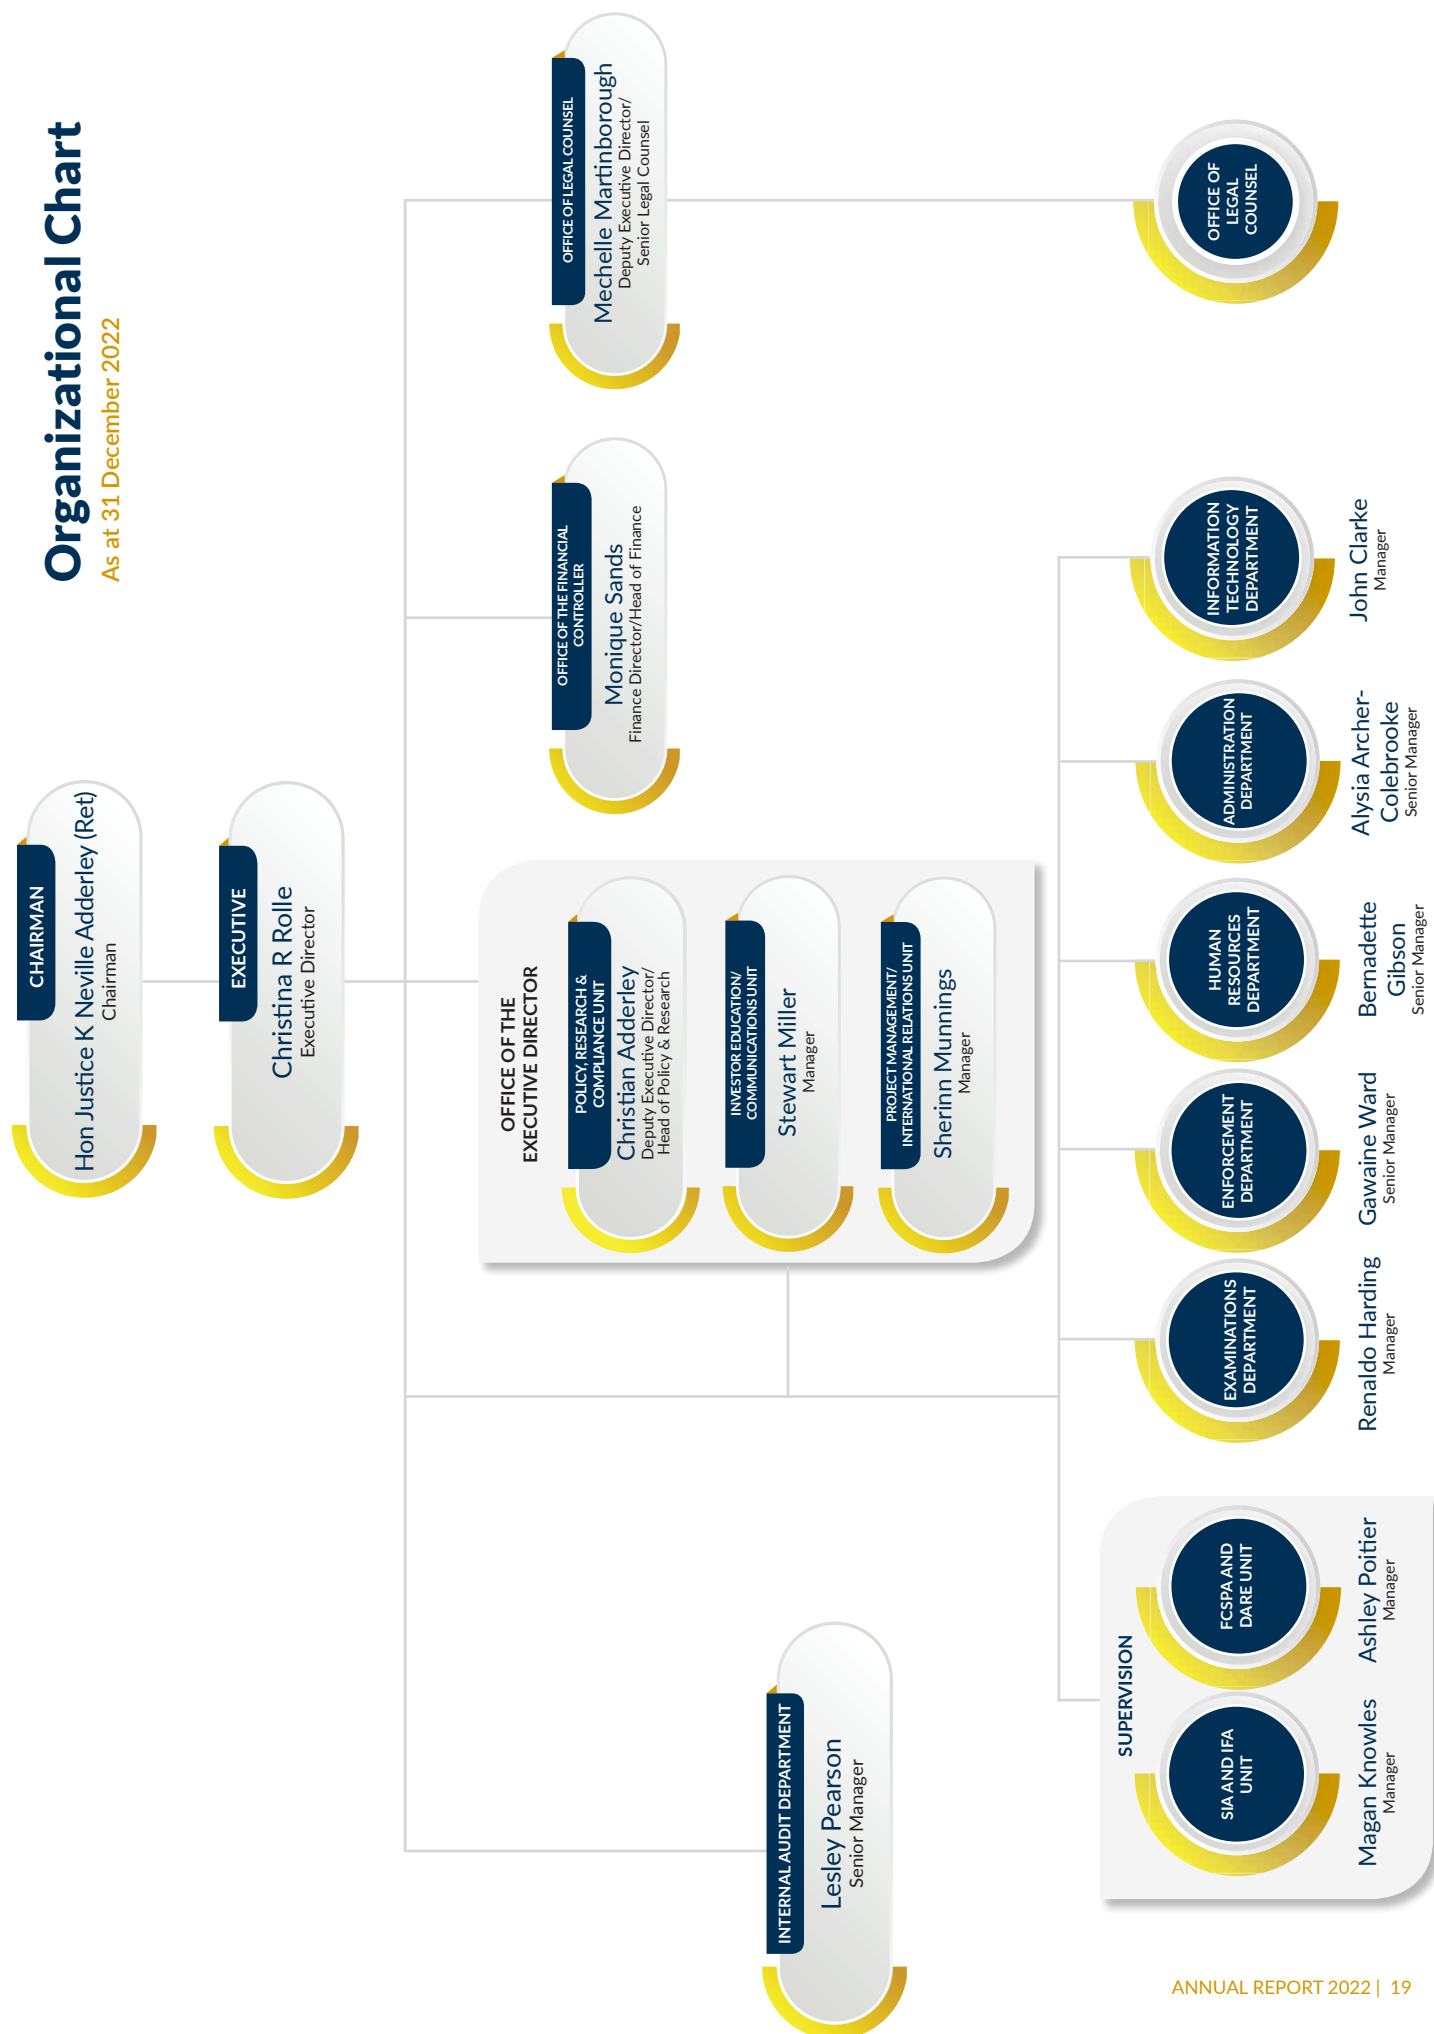 Organizational Chart
As at 31 December 2022
CHAIRMAN
Hon Justice K Neville Adderley (Ret)
Chairman
EXECUTIVE
Christina R Rolle
Executive Director
INTERNAL AUDIT DEPARTMENT
Lesley Pearson
Senior Manager
OFFICE OF THE
EXECUTIVE DIRECTOR
POLICY, RESEARCH &
COMPLIANCE UNIT
Christian Adderley
Deputy Executive Director/
Head of Policy & Research
INVESTOR EDUCATION/
COMMUNICATIONS UNIT
Stewart Miller
Manager
PROJECT MANAGEMENT/
INTERNATIONAL RELATIONS UNIT
Sherinn Munnings
Manager
OFFICE OF THE FINANCIAL
CONTROLLER
Monique Sands
Finance Director/Head of Finance
OFFICE OF LEGAL COUNSEL
Mechelle Martinborough
Deputy Executive Director/
Senior Legal Counsel
SUPERVISION
SIA AND IFA
UNIT
Magan Knowles
Manager
FCSPA AND
DARE UNIT
Ashley Poitier
Manager
EXAMINATIONS
DEPARTMENT
Renaldo Harding
Manager
ENFORCEMENT
DEPARTMENT
Gawaine Ward
Senior Manager
HUMAN
RESOURCES
DEPARTMENT
Bernadette
Gibson
Senior Manager
ADMINISTRATION
DEPARTMENT
Alysia Archer-
Colebrooke
Senior Manager
INFORMATION
TECHNOLOGY
DEPARTMENT
John Clarke
Manager
OFFICE OF
LEGAL
COUNSEL
ANNUAL REPORT 2022 | 19